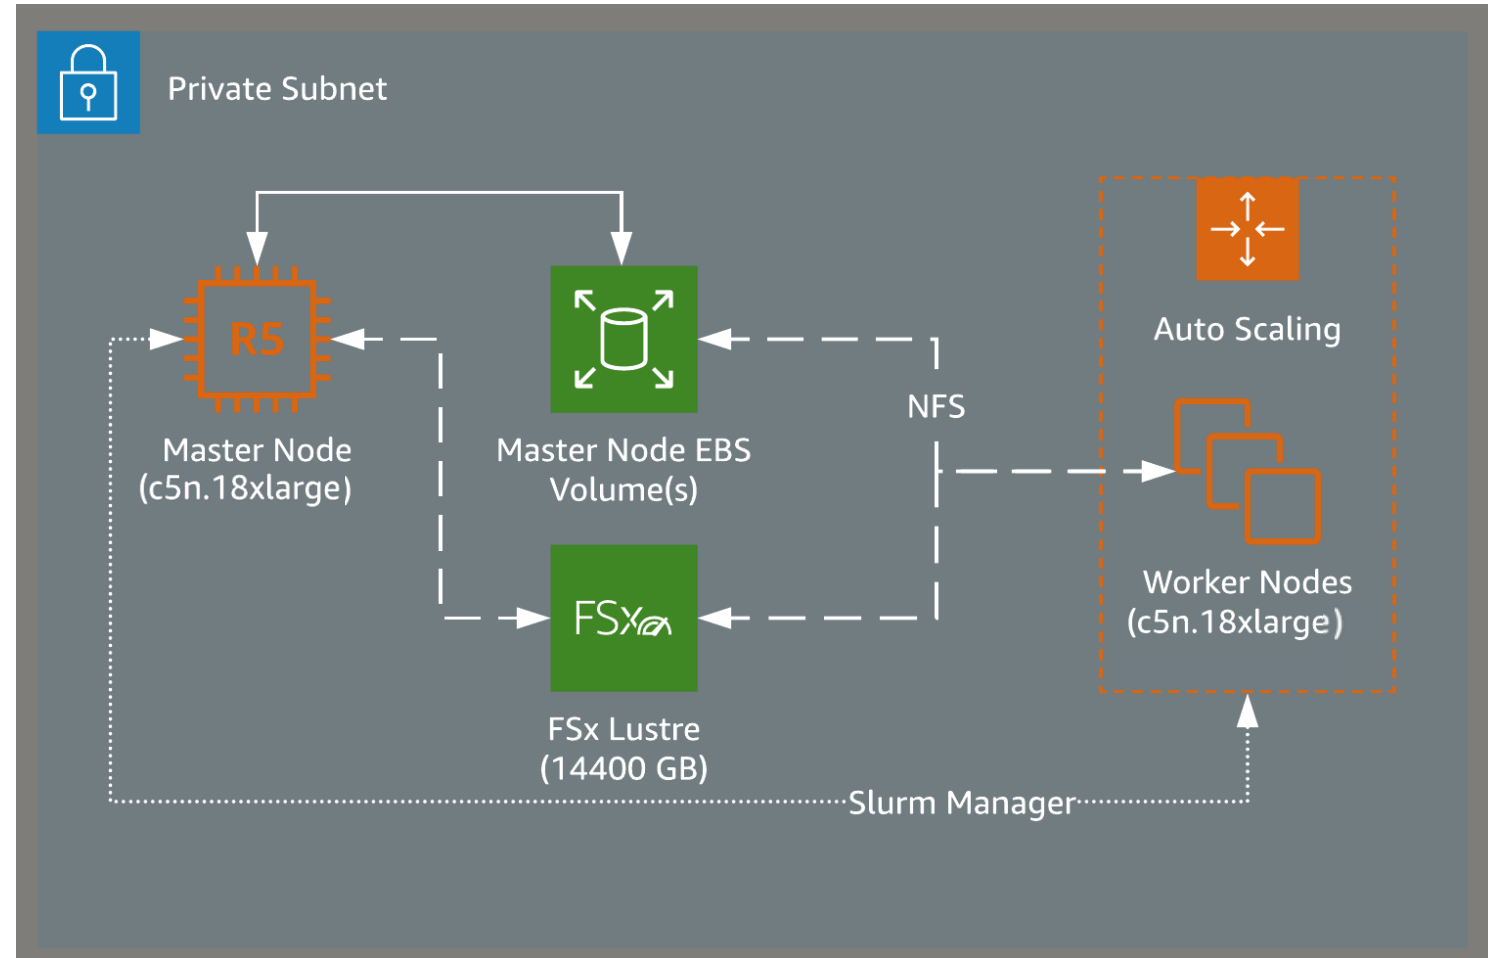 Private Subnet
R5
Master Node
(c5n.18xlarge)
Master Node EBS
Volume(s)
NFS
Auto Scaling
Worker Nodes
(c5n.18xlarge)
FSx
FSx Lustre
(14400 GB)
Slurm Manager